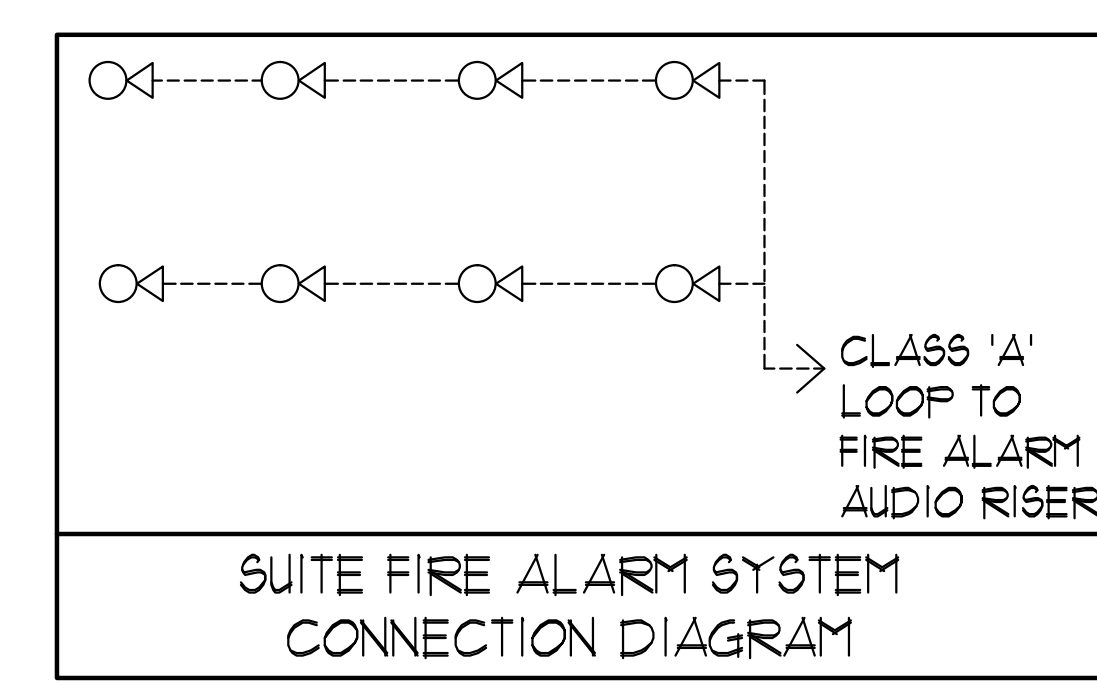 CLASS 'A'
LOOP TO
FIRE ALARM
AUDIO RISER
SUITE FIRE ALARM SYSTEM
CONNECTION DIAGRAM